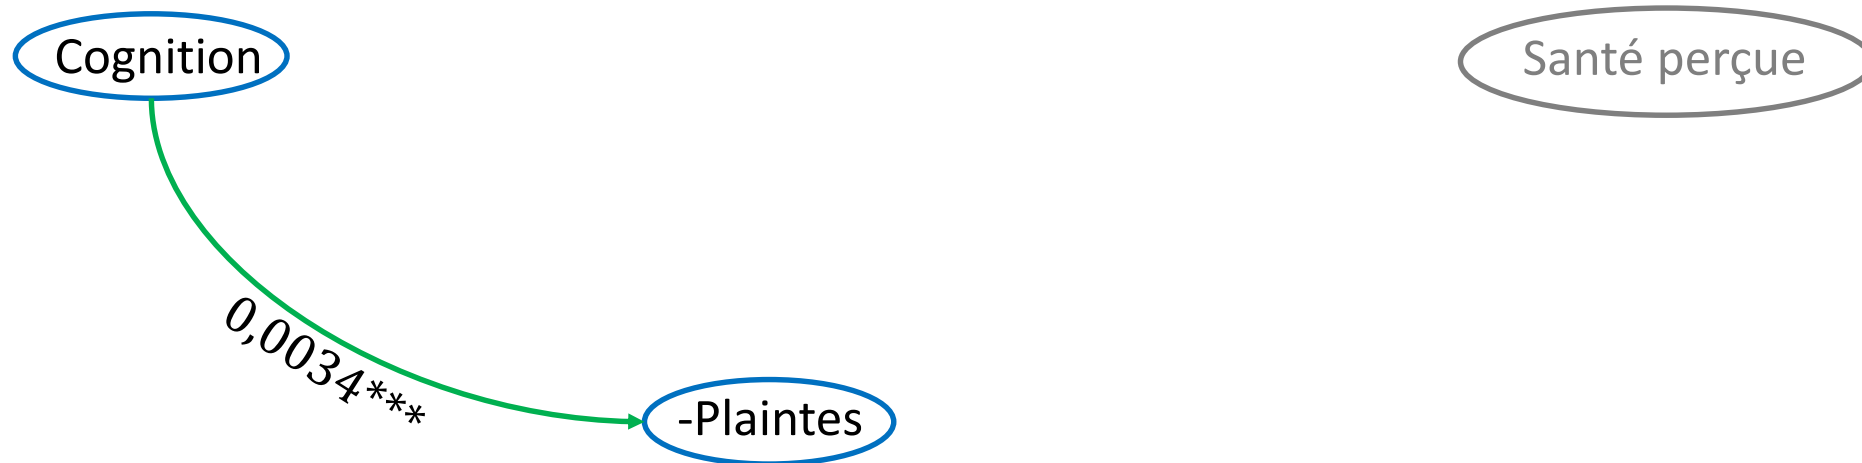 Cognition
Santé perçue
0,0034***
-Plaintes